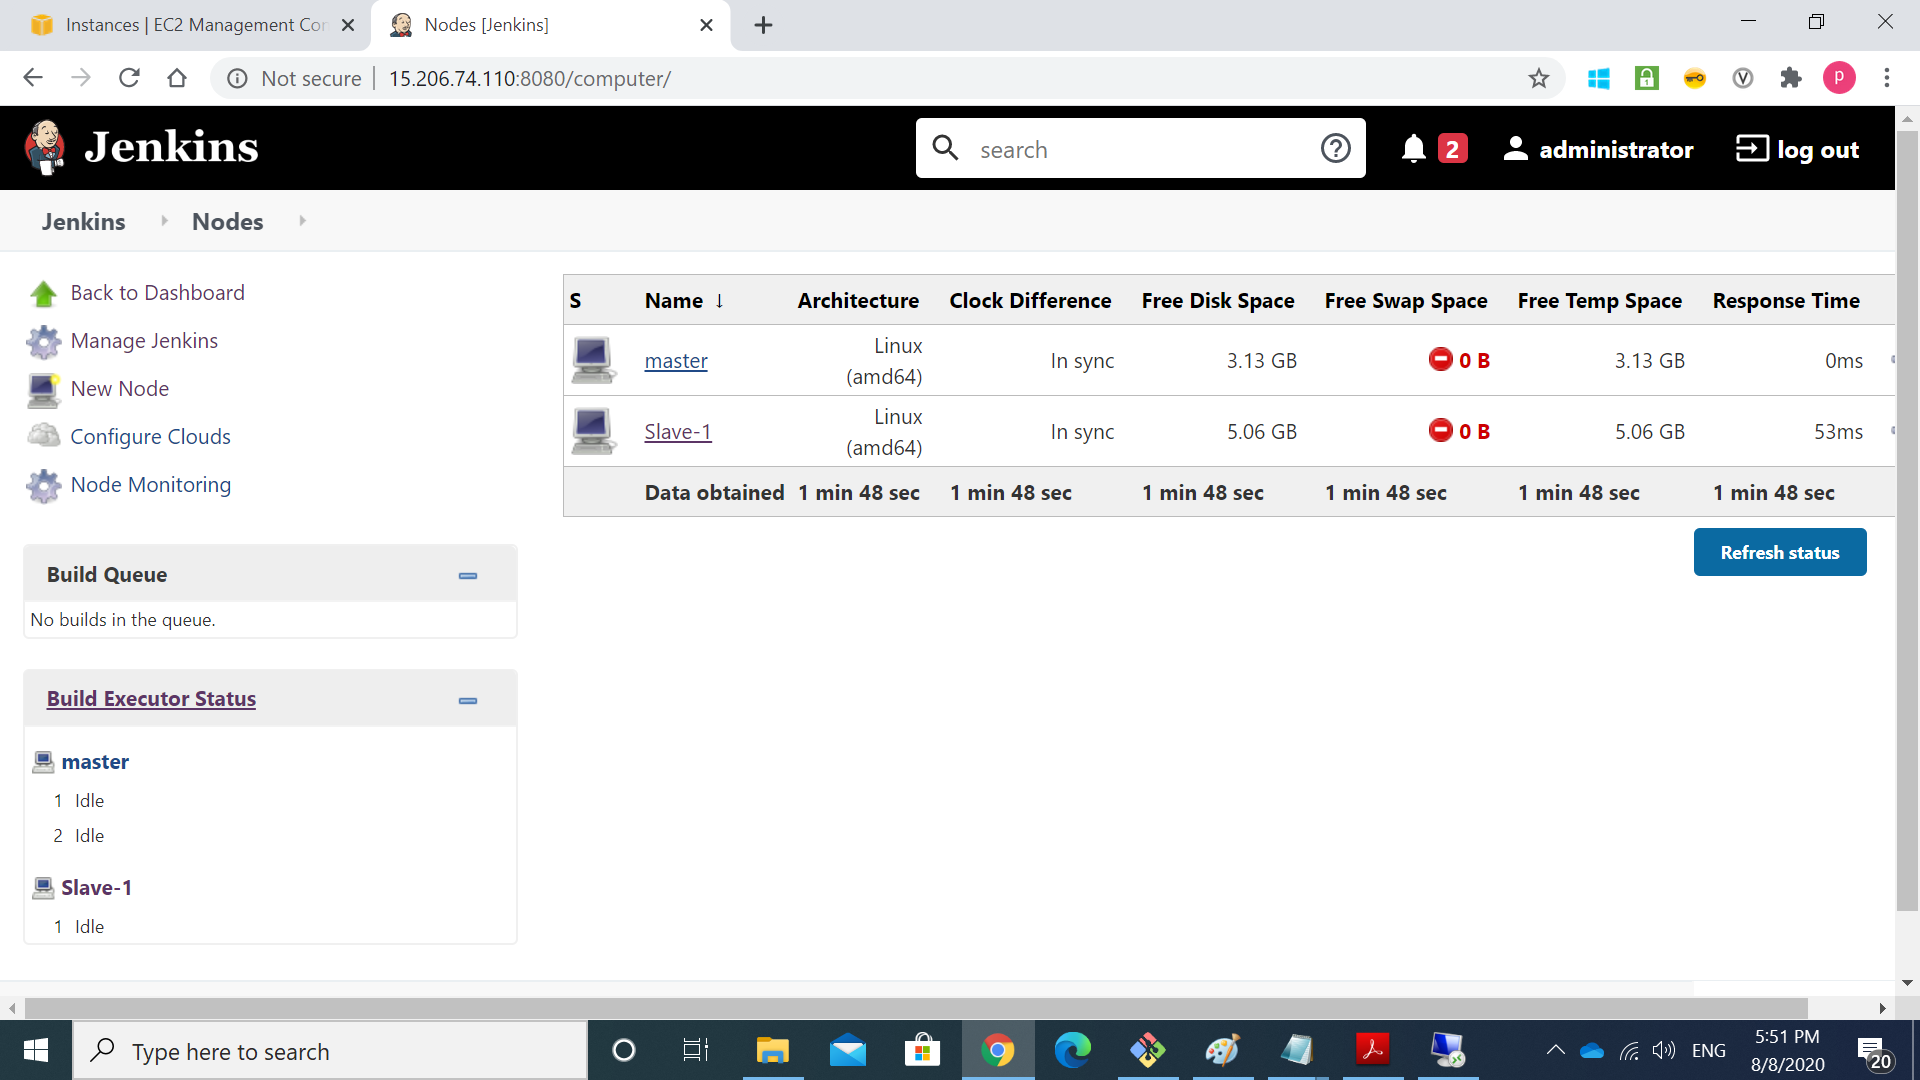 Instances | EC2 Management Con
Nodes [Jenkins]
Not secure
15.206.74.110:8080/computer/
P
Jenkins
search
2
administrator
log out
Jenkins
Nodes
Back to Dashboard
Manage Jenkins
New Node
Configure Clouds
Node Monitoring
S Name ↓ Architecture Clock Difference Free Disk Space Free Swap Space Free Temp Space Response Time
master Linux (amd64) In sync 3.13 GB 0 B 3.13 GB 0ms
Slave-1 Linux (amd64) In sync 5.06 GB 0 B 5.06 GB 53ms
Data obtained 1 min 48 sec 1 min 48 sec 1 min 48 sec 1 min 48 sec 1 min 48 sec 1 min 48 sec
Refresh status
Build Queue
No builds in the queue.
Build Executor Status
master
1 Idle
2 Idle
Slave-1
1 Idle
Type here to search
ENG
5:51 PM
8/8/2020
20